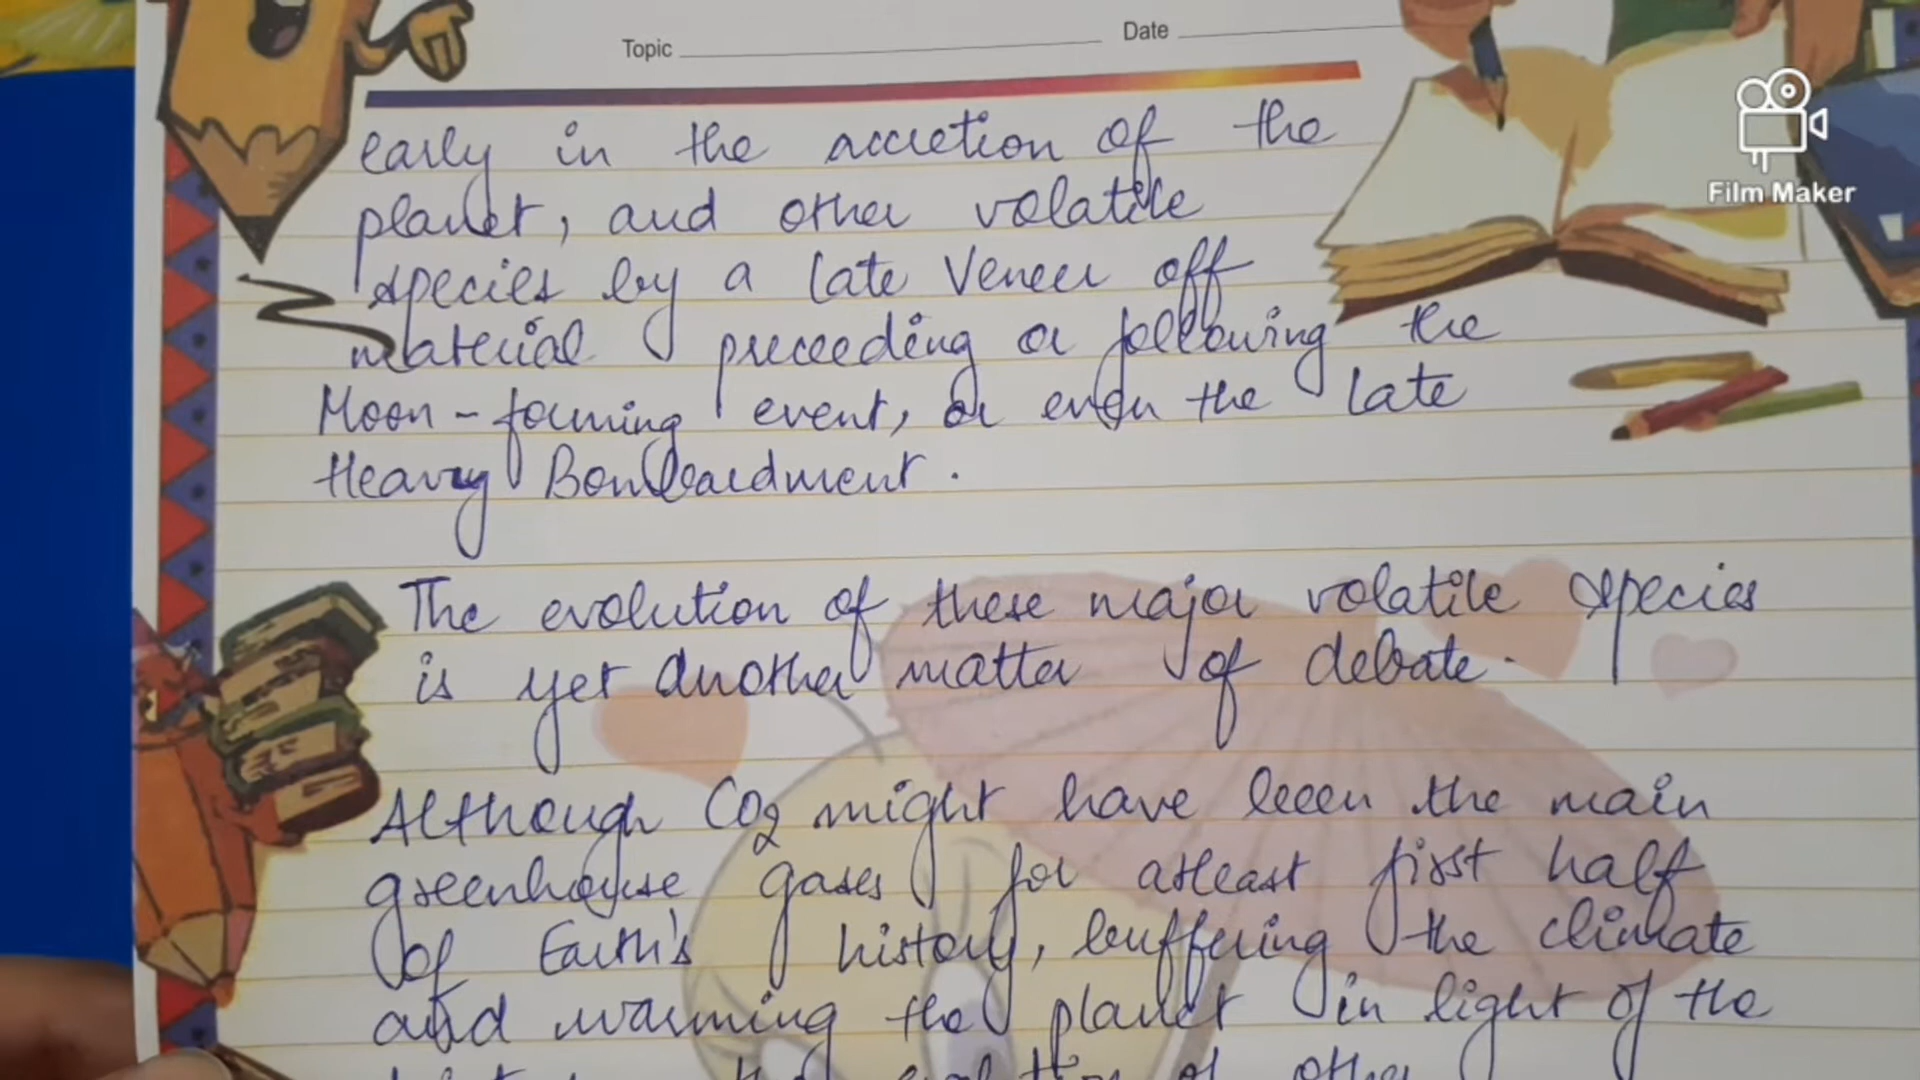 Topic
Date
Film Maker
early in the accretion of the
planet, and other volatile
species by a late Veneer off
material preceeding or following the
Moon-forming event, or even the late
Heavy Bombardment.
The evolution of these major volatile species
is yet another matter of debate.
Although CO2 might have been the main
greenhouse gases for atleast first half
of Earth's history, buffering the climate
and warming the planet in light of the
of other